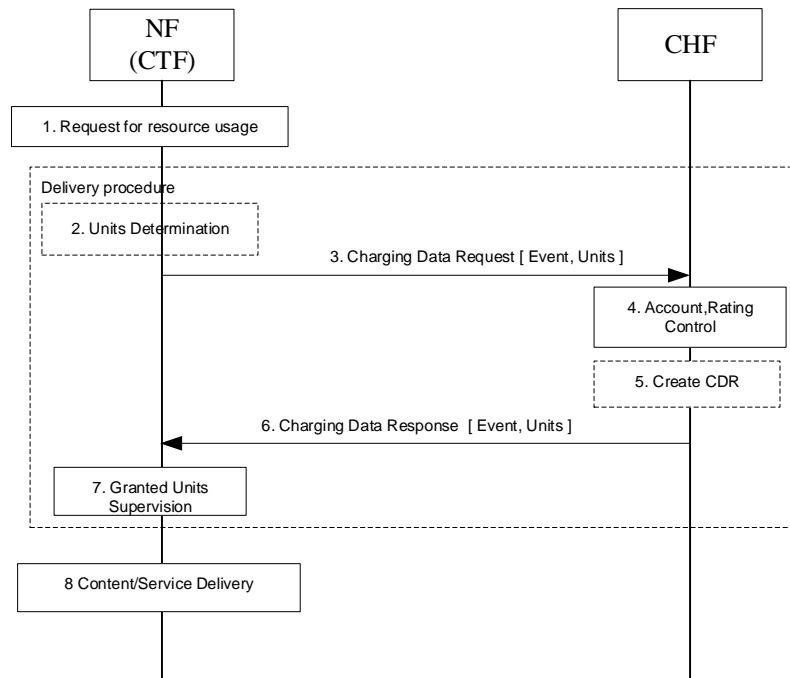 NF
(CTF)
CHF
1. Request for resource usage
Delivery procedure
2. Units Determination
3. Charging Data Request [ Event, Units ]
4. Account,Rating
Control
5. Create CDR
6. Charging Data Response [ Event, Units ]
7. Granted Units
Supervision
8 Content/Service Delivery